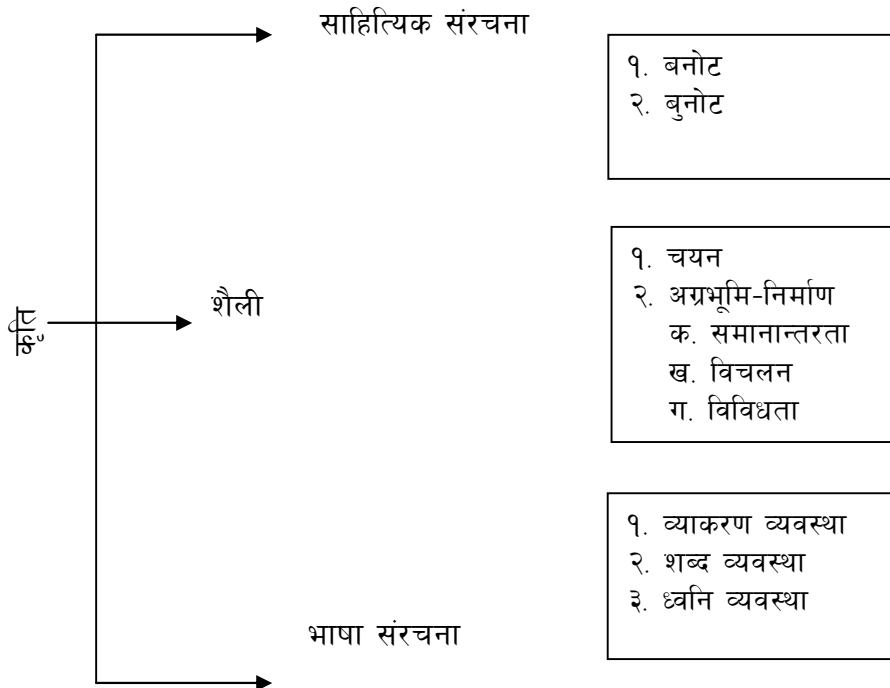 साहित्यिक संरचना
१. बनोट
२. बुनोट
कृति
शैली
१. चयन
२. अग्रभूमि-निर्माण
क. समानान्तरता
ख. विचलन
ग. विविधता
भाषा संरचना
१. व्याकरण व्यवस्था
२. शब्द व्यवस्था
३. ध्वनि व्यवस्था